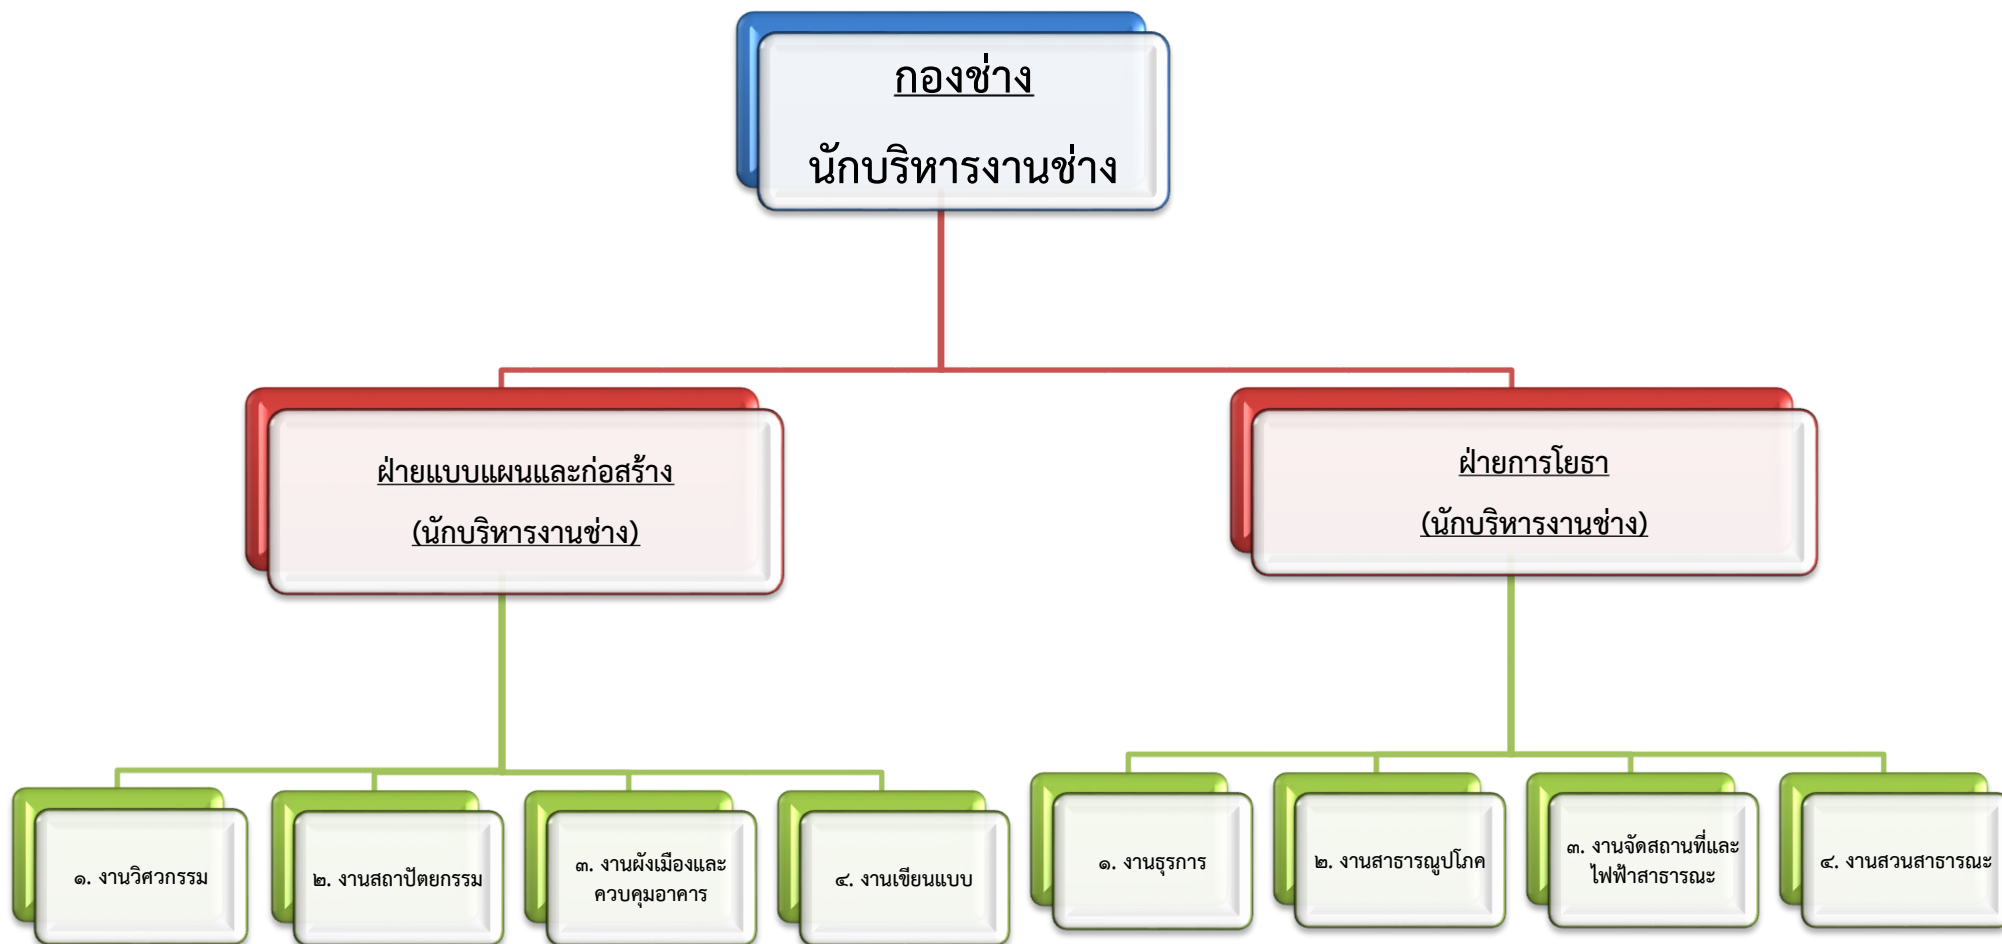 กองช่าง
นักบริหารงานช่าง
ฝ่ายแบบแผนและก่อสร้าง
(นักบริหารงานช่าง)
ฝ่ายการโยธา
(นักบริหารงานช่าง)
๑. งานวิศวกรรม
๒. งานสถาปัตยกรรม
๓. งานผังเมืองและ
ควบคุมอาคาร
๔. งานเขียนแบบ
๑. งานธุรการ
๒. งานสาธารณูปโภค
๓. งานจัดสถานที่และ
ไฟฟ้าสาธารณะ
๔. งานสวนสาธารณะ